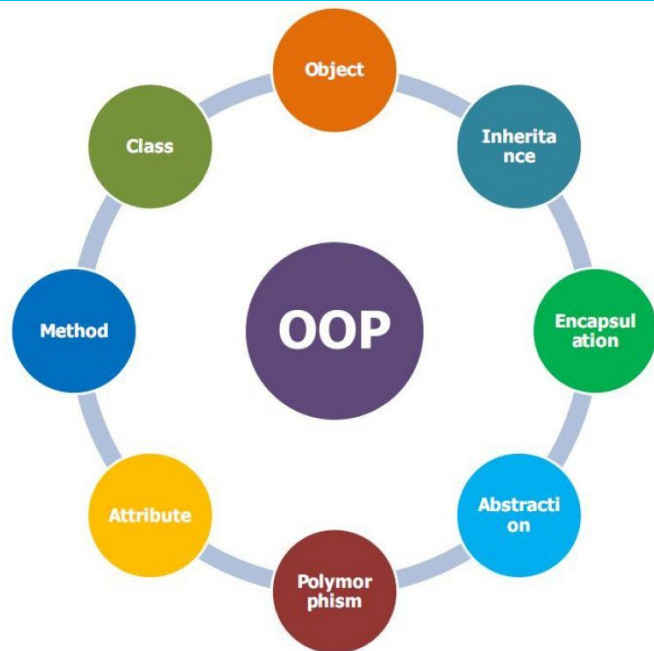 Object
Inherita
nce
Encapsul
ation
Abstracti
on
Polymor
phism
Attribute
Method
Class
OOP